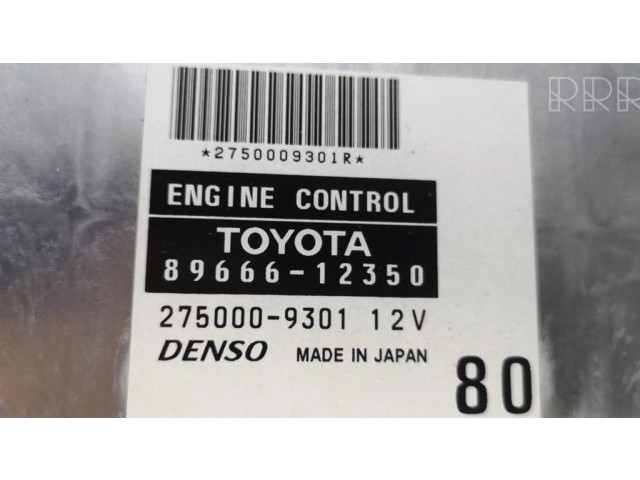 RRR
*2750009301R*
ENGINE CONTROL
TOYOTA
89666-12350
275000-9301 12V
DENSO MADE IN JAPAN
80